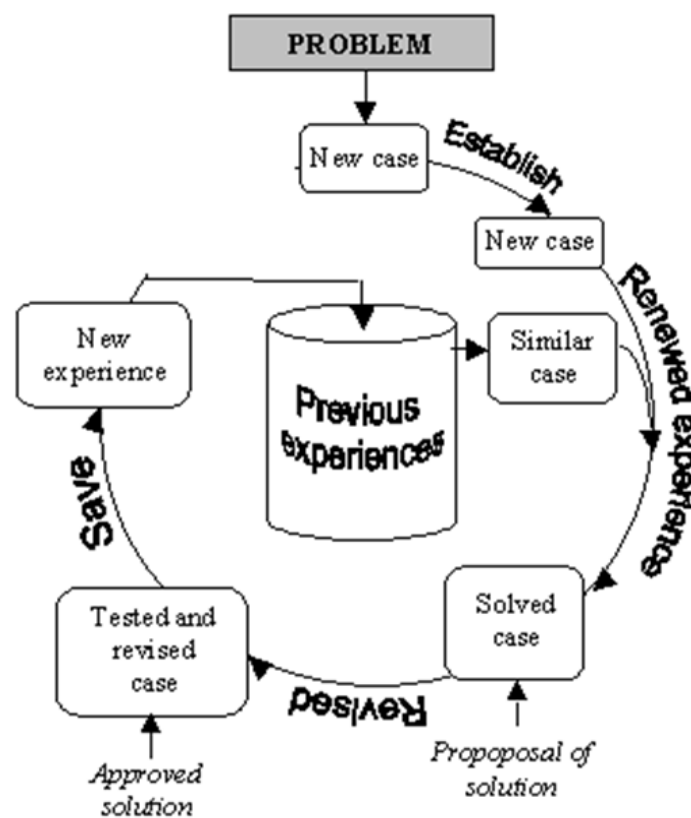 PROBLEM
New case
Establish
New case
Renewed experience
Similar
case
Previous
experiences
New
experience
Save
Solved
case
Tested and
revised
case
Revised
Propoposal of
solution
Approved
solution